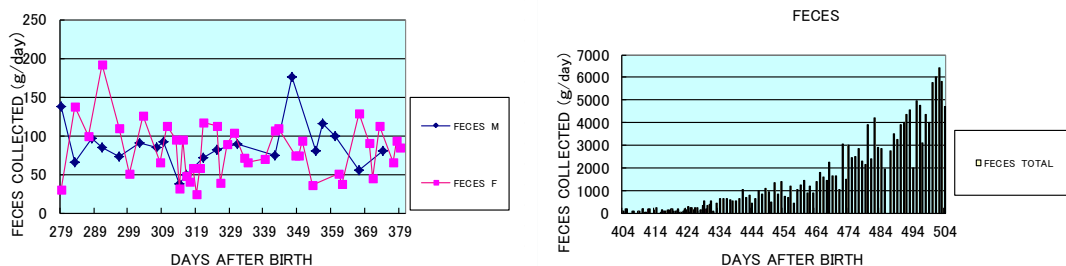 250
200
150
100
50
0
279 289 299 309 319 329 339 349 359 369 379
FECES COLLECTED (g/day)
DAYS AFTER BIRTH
FECES M
FECES F
FECES
7000
6000
5000
4000
3000
2000
1000
0
404 414 424 434 444 454 464 474 484 494 504
FECES COLLECTED (g/day)
DAYS AFTER BIRTH
FECES TOTAL